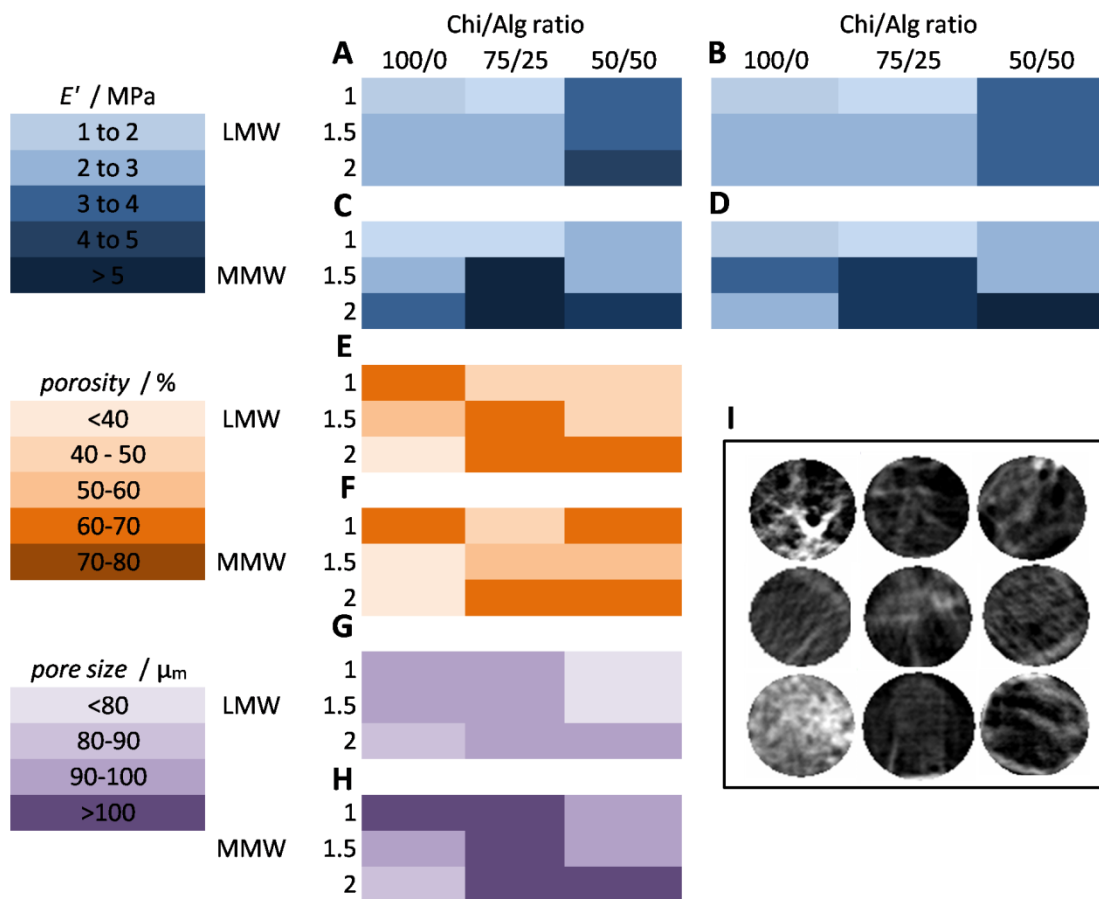 Chi/Alg ratio
Chi/Alg ratio
A
100/0
75/25
50/50
B
100/0
75/25
50/50
E' / MPa
1 to 2
2 to 3
3 to 4
4 to 5
> 5
LMW
MMW
1
1.5
2
C
D
1
1.5
2
E
porosity / %
<40
40 - 50
50-60
60-70
70-80
LMW
MMW
1
1.5
2
F
1
1.5
2
I
G
pore size / µm
<80
80-90
90-100
>100
LMW
MMW
1
1.5
2
H
1
1.5
2